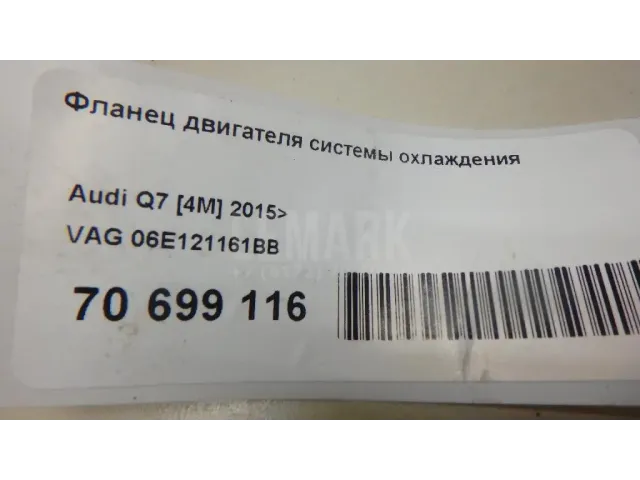 Фланец двигателя системы охлаждения
Audi Q7 [4M] 2015>
VAG 06E121161BB
70 699 116